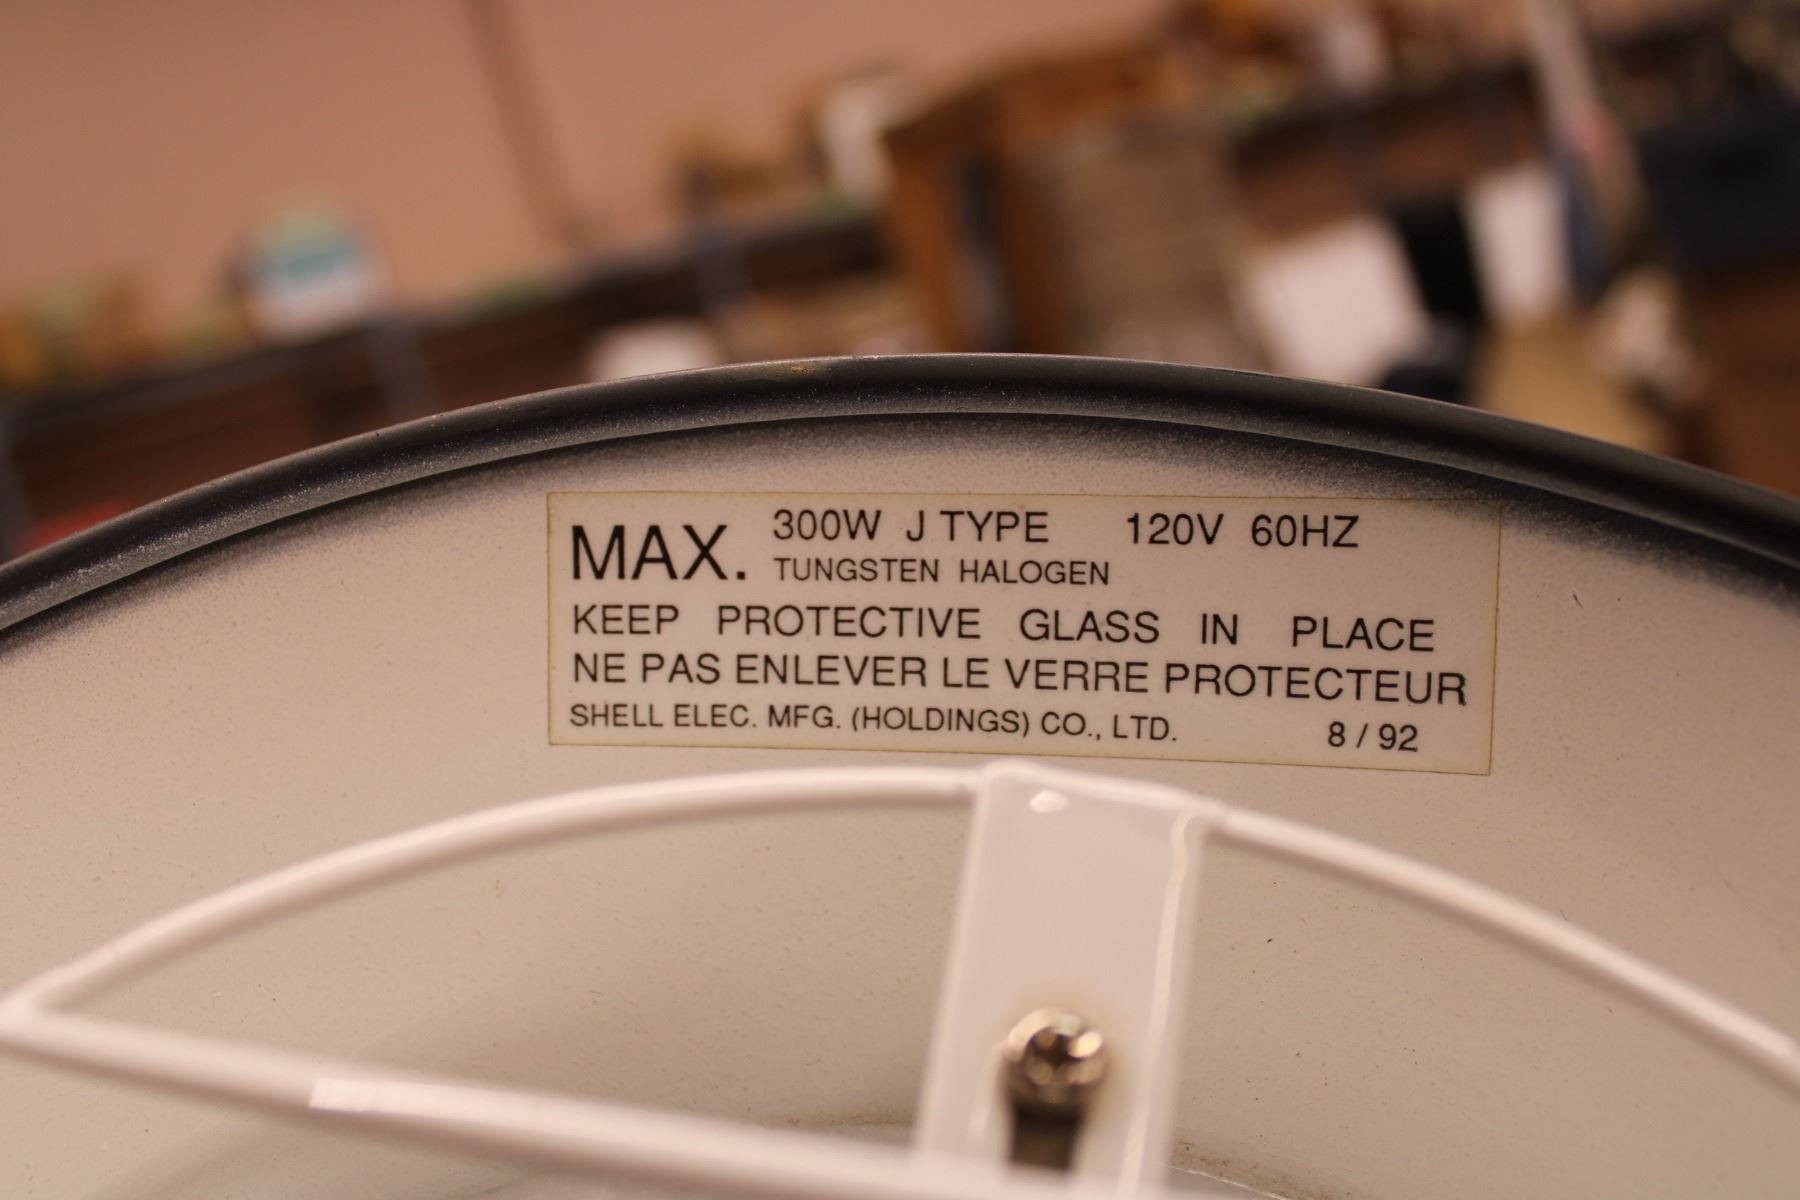 MAX. 300W J TYPE 120V 60HZ
TUNGSTEN HALOGEN
KEEP PROTECTIVE GLASS IN PLACE
NE PAS ENLEVER LE VERRE PROTECTEUR
SHELL ELEC. MFG. (HOLDINGS) CO., LTD. 8 / 92